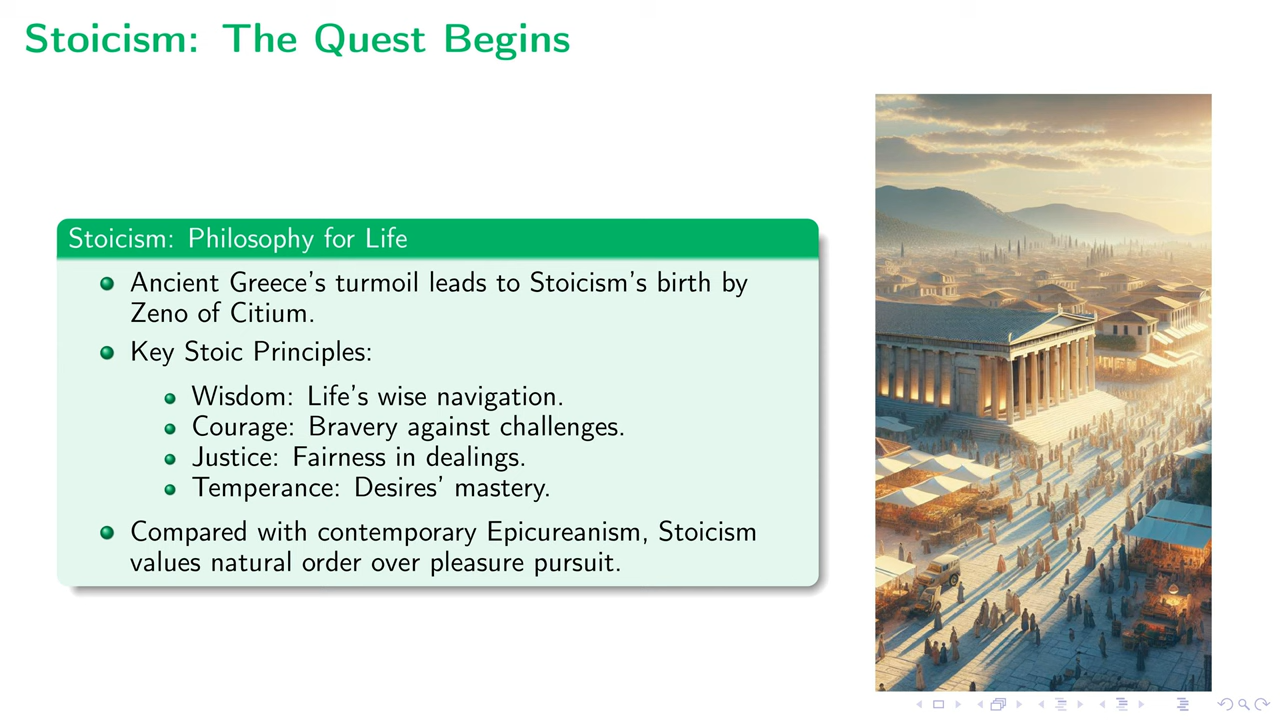 Stoicism: The Quest Begins
Stoicism: Philosophy for Life
Ancient Greece's turmoil leads to Stoicism's birth by
Zeno of Citium.
Key Stoic Principles:
Wisdom: Life's wise navigation.
Courage: Bravery against challenges.
Justice: Fairness in dealings.
Temperance: Desires' mastery.
Compared with contemporary Epicureanism, Stoicism
values natural order over pleasure pursuit.